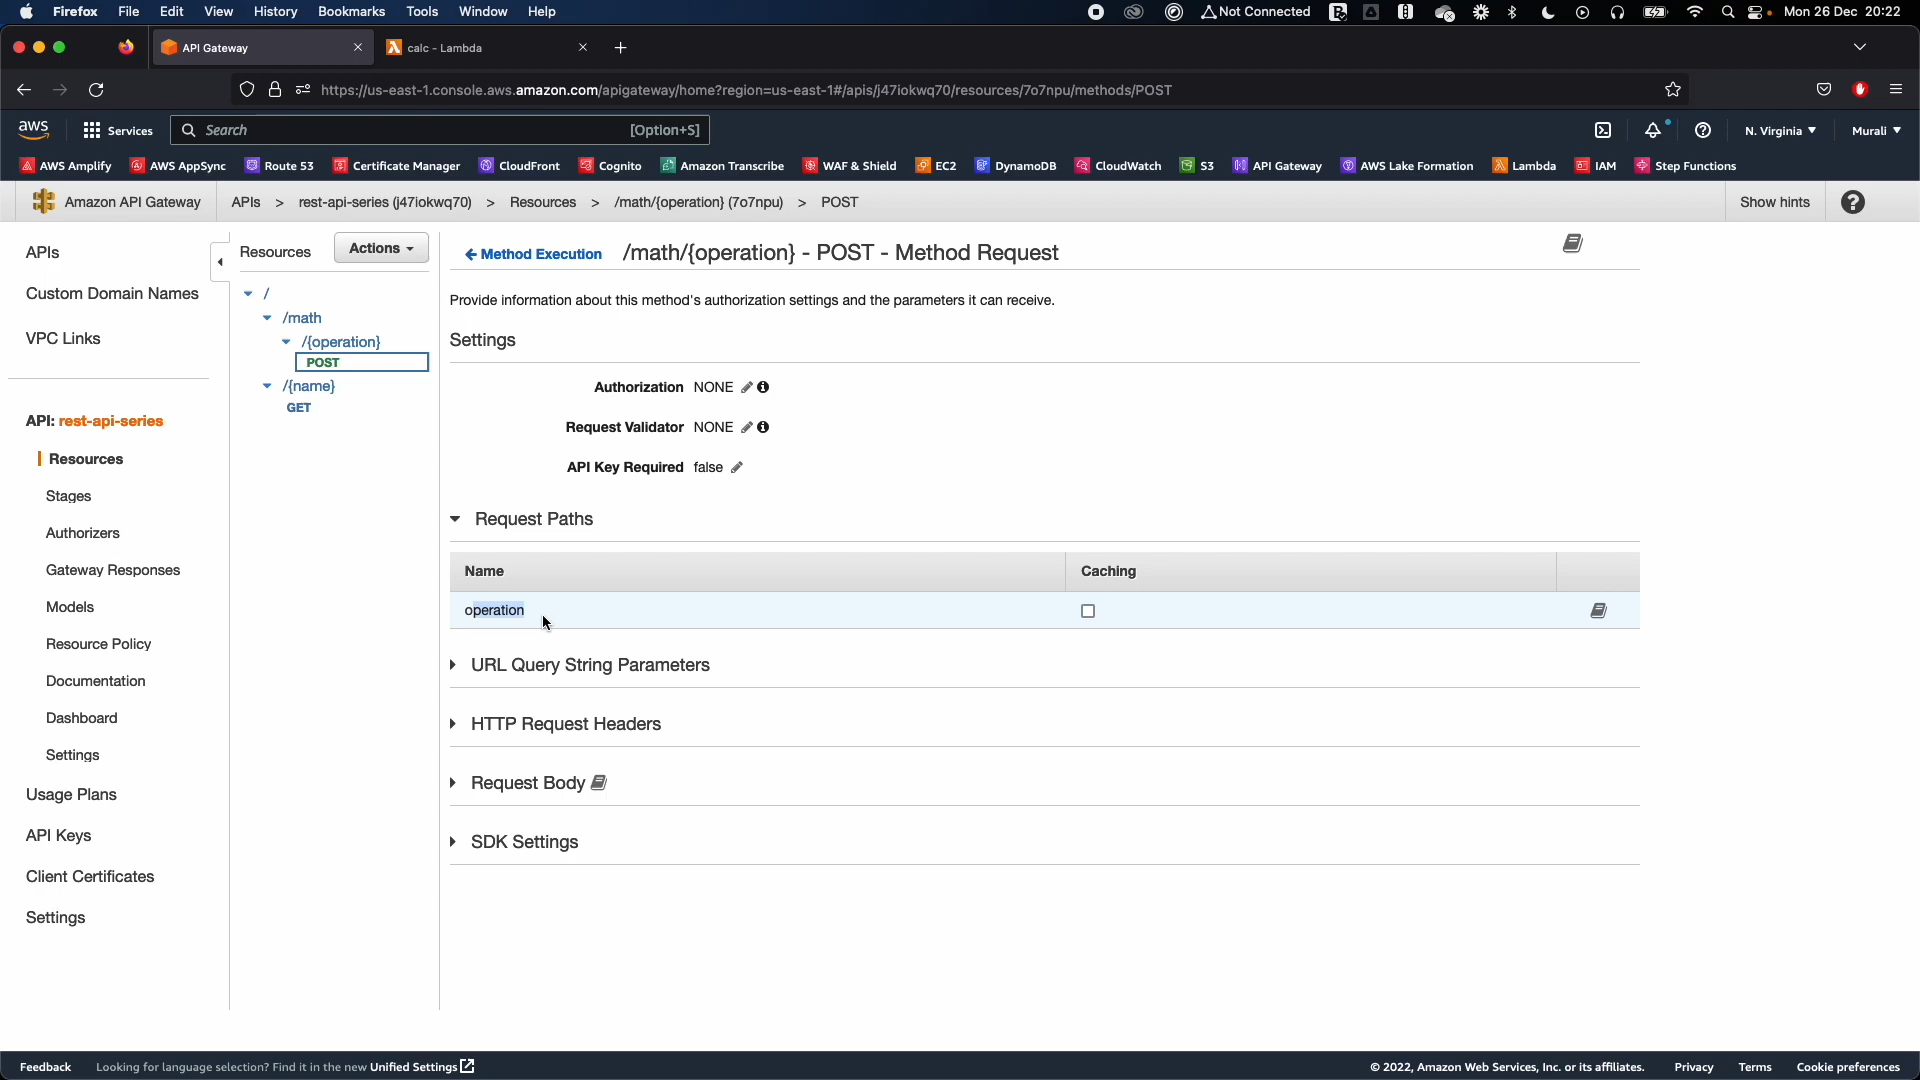 Firefox File Edit View History Bookmarks Tools Window Help Not Connected Mon 26 Dec 20:22
API Gateway calc - Lambda
https://us-east-1.console.aws.amazon.com/apigateway/home?region=us-east-1#/apis/j47iokwq70/resources/7o7npu/methods/POST
aws Services Search [Option+S] N. Virginia Murali
AWS Amplify AWS AppSync Route 53 Certificate Manager CloudFront Cognito Amazon Transcribe WAF & Shield EC2 DynamoDB CloudWatch S3 API Gateway AWS Lake Formation Lambda IAM Step Functions
Amazon API Gateway APIs > rest-api-series (j47iokwq70) > Resources > /math/{operation} (7o7npu) > POST Show hints
APIs
Custom Domain Names
VPC Links
API: rest-api-series
Resources
Stages
Authorizers
Gateway Responses
Models
Resource Policy
Documentation
Dashboard
Settings
Usage Plans
API Keys
Client Certificates
Settings
Resources Actions
/
/math
/{operation}
POST
/{name}
GET
Method Execution /math/{operation} - POST - Method Request
Provide information about this method's authorization settings and the parameters it can receive.
Settings
Authorization NONE
Request Validator NONE
API Key Required false
Request Paths
Name Caching
operation
URL Query String Parameters
HTTP Request Headers
Request Body
SDK Settings
Feedback Looking for language selection? Find it in the new Unified Settings © 2022, Amazon Web Services, Inc. or its affiliates. Privacy Terms Cookie preferences